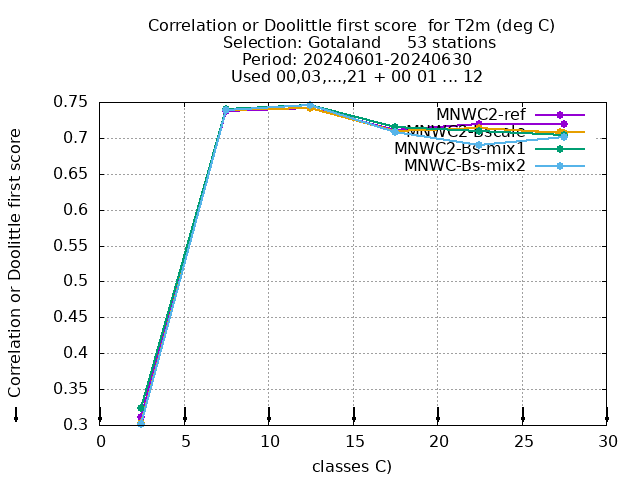 Correlation or Doolittle first score  for T2m (deg C)
Selection: Gotaland     53 stations
Period: 20240601-20240630
Used 00,03,...,21 + 00 01 ... 12
Correlation or Doolittle first score
0.75
0.7
0.65
0.6
0.55
0.5
0.45
0.4
0.35
0.3
MNWC2-ref
MNWC2-Bscale
MNWC2-Bs-mix1
MNWC-Bs-mix2
0 5 10 15 20 25 30
classes C)